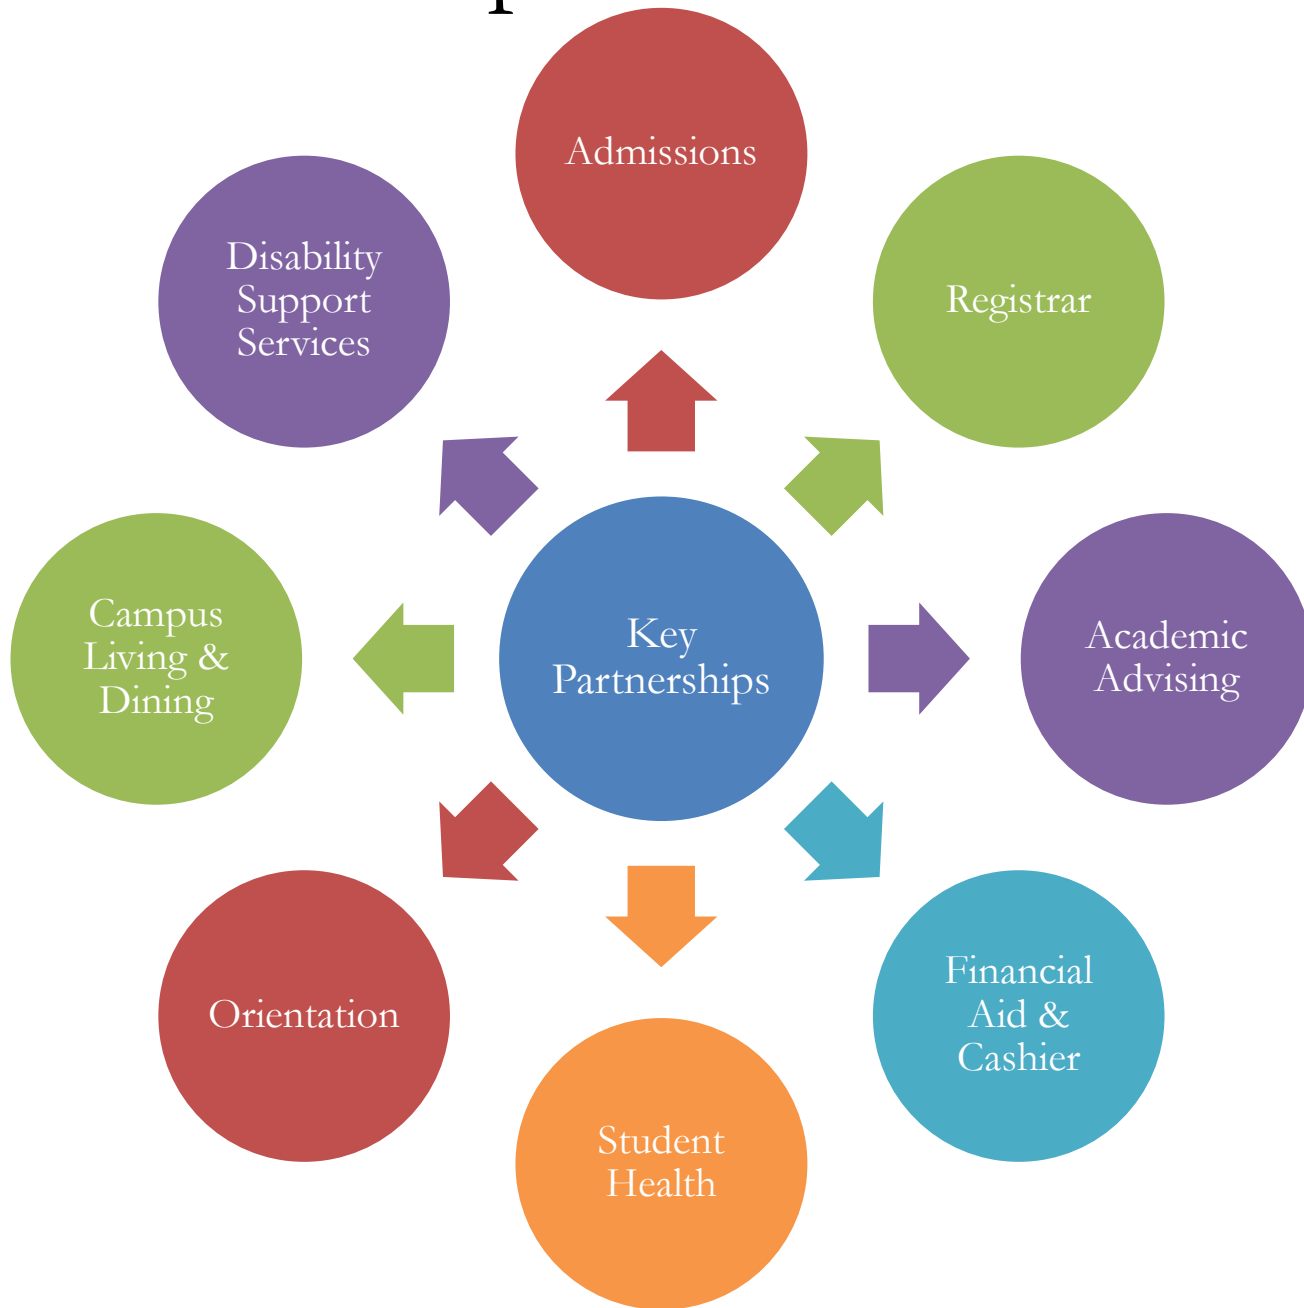 Admissions
Registrar
Academic
Advising
Financial
Aid &
Cashier
Student
Health
Orientation
Campus
Living &
Dining
Disability
Support
Services
Key
Partnerships